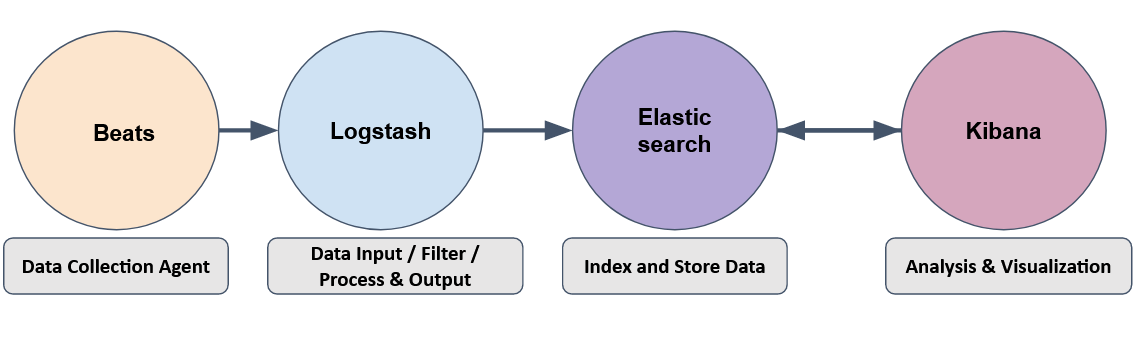 Beats
Logstash
Elastic
search
Kibana
Data Collection Agent
Data Input / Filter /
Process & Output
Index and Store Data
Analysis & Visualization